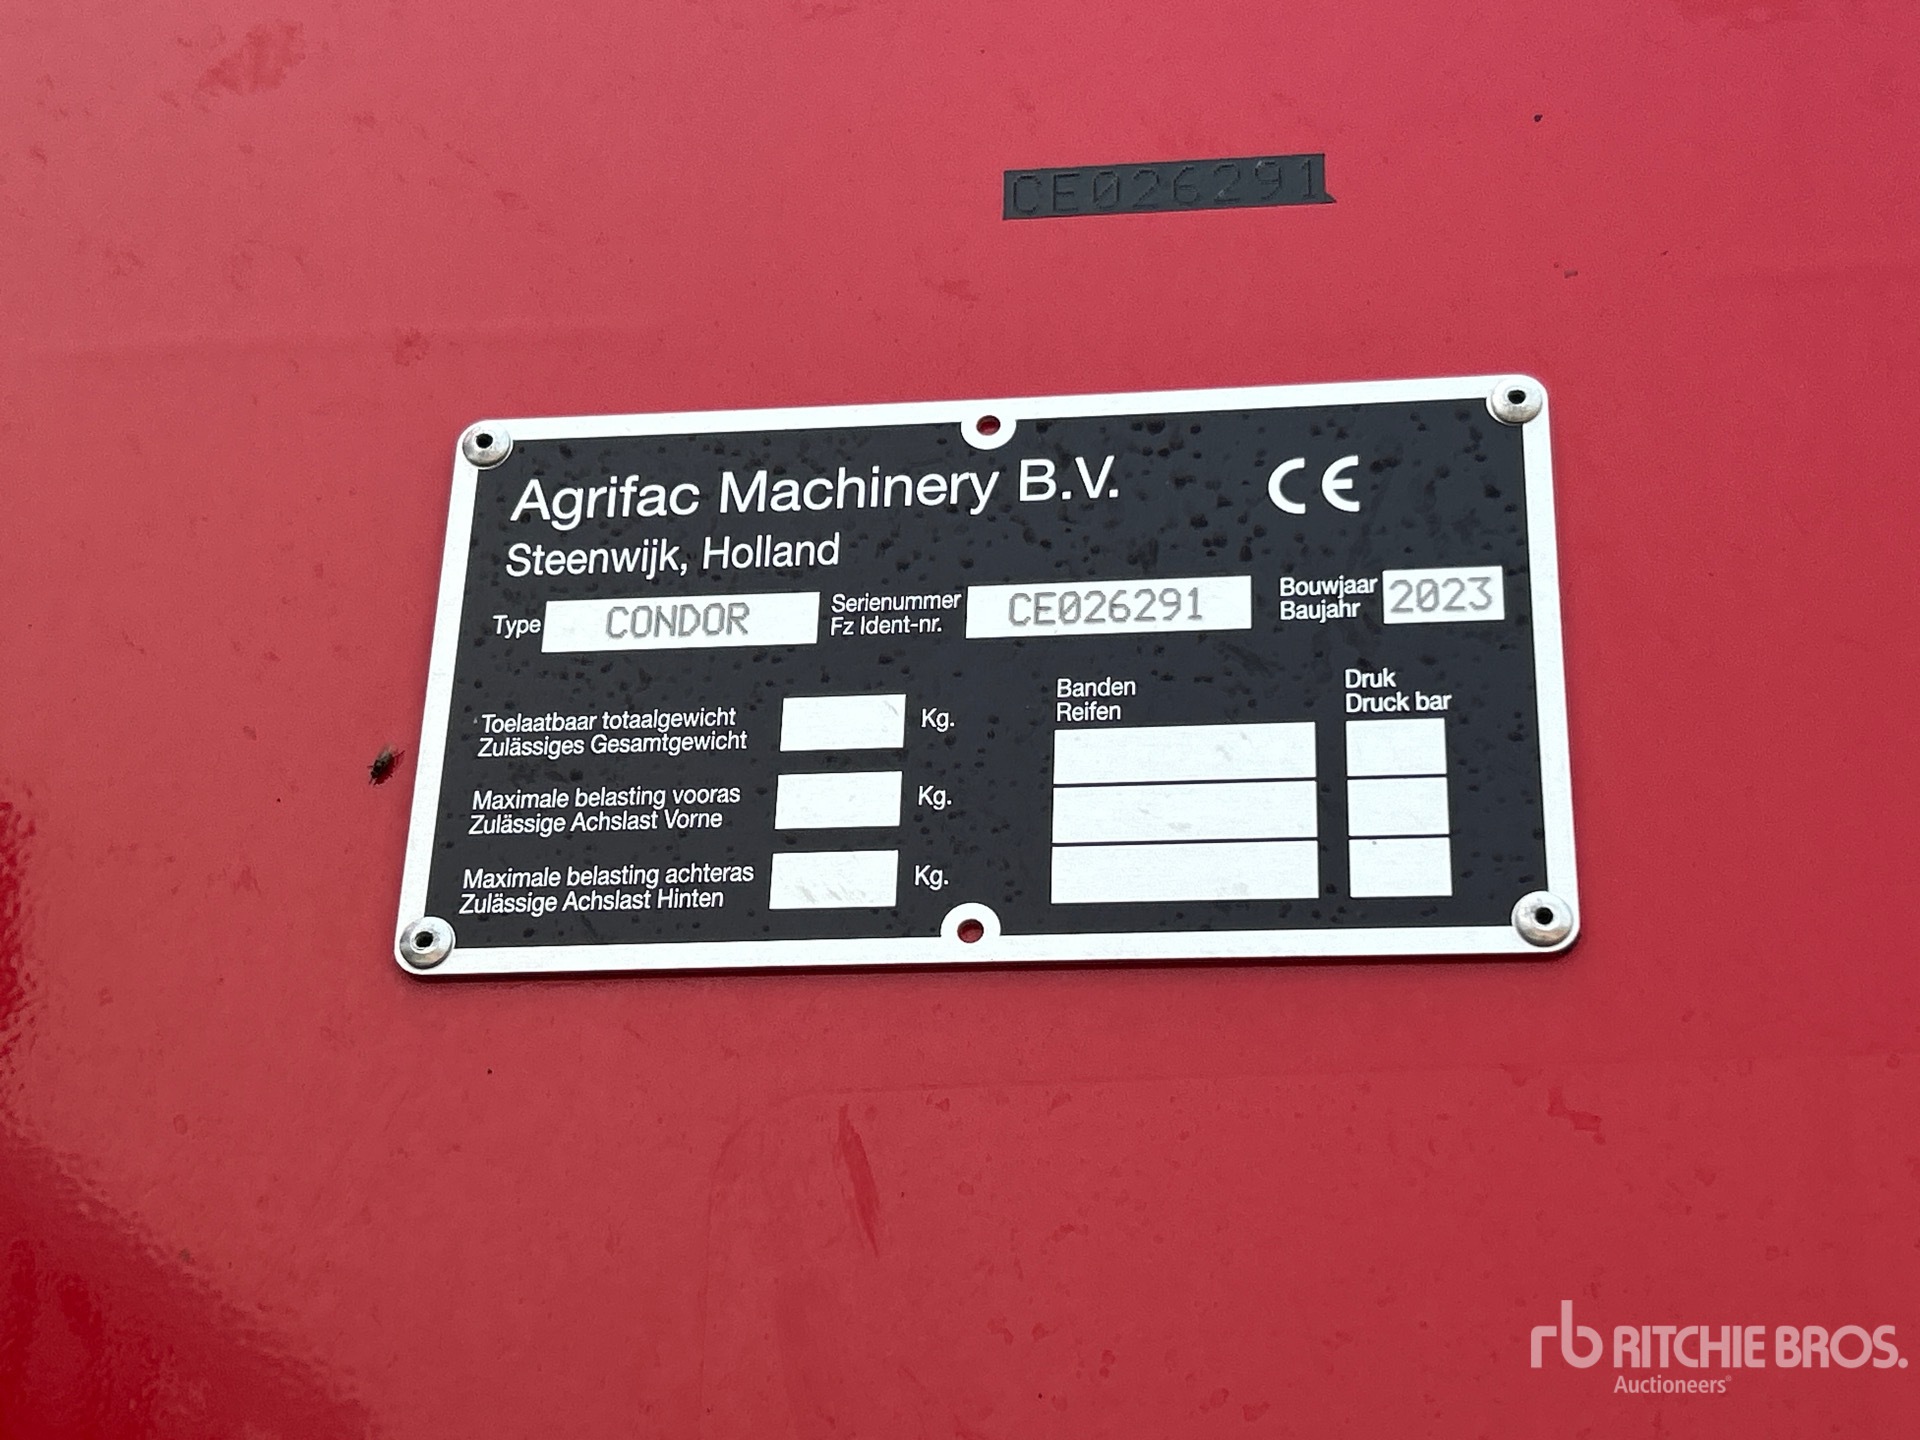 CE026291
Agrifac Machinery B.V. CE
Steenwijk, Holland
Type CONDOR Serienummer Fz Ident-nr. CE026291 Bouwjaar Baujahr 2023
Toelaatbaar totaalgewicht
Zulässiges Gesamtgewicht Kg.
Maximale belasting vooras
Zulässige Achslast Vorne Kg.
Maximale belasting achteras
Zulässige Achslast Hinten Kg.
Banden
Reifen
Druk
Druck bar
rb RITCHIE BROS.
Auctioneers®